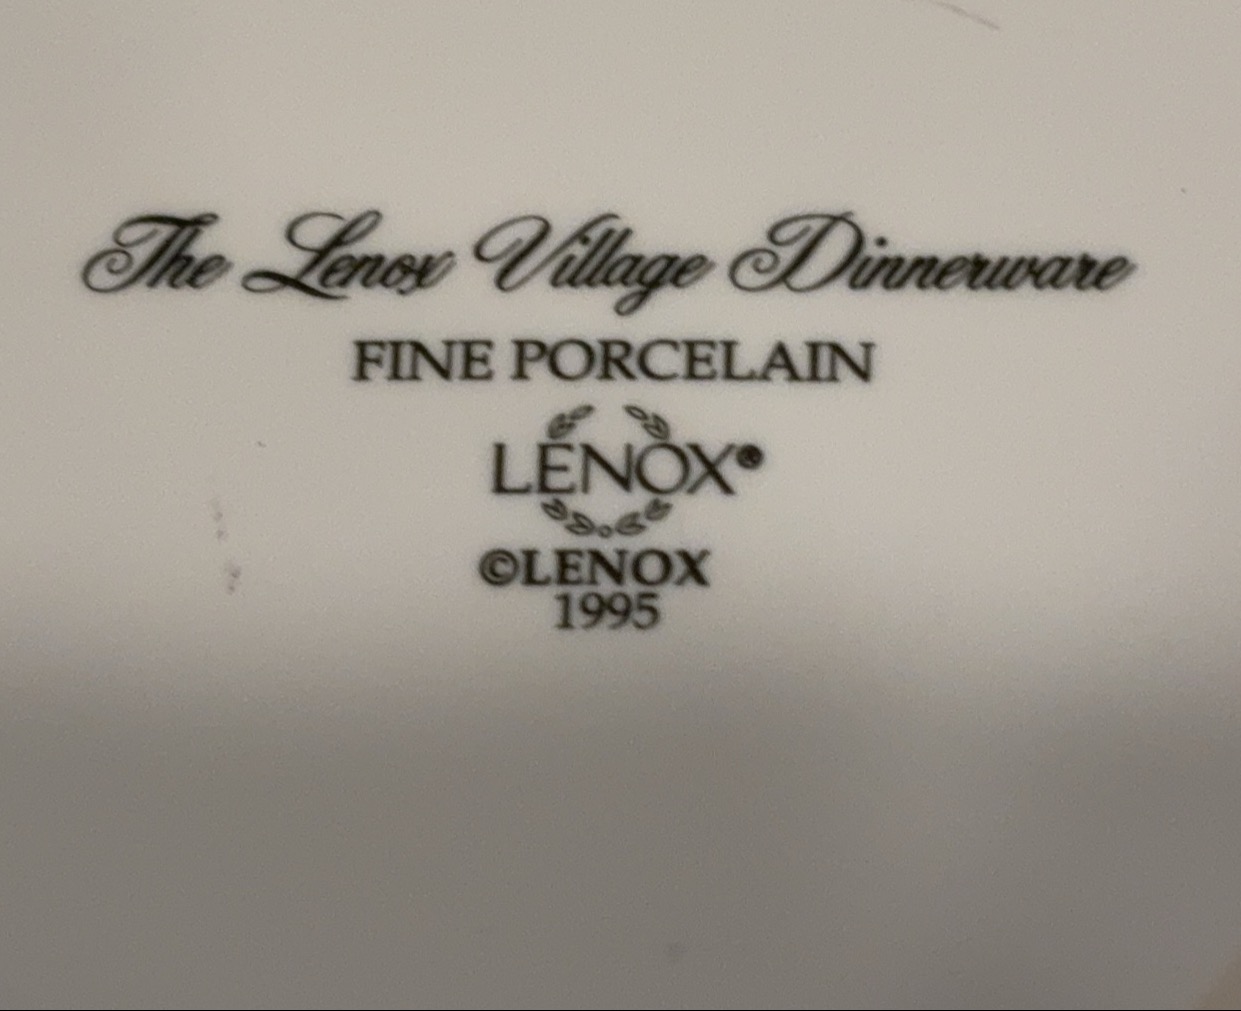 The Lenox Village Dinnerware
FINE PORCELAIN
LENOX®
©LENOX
1995